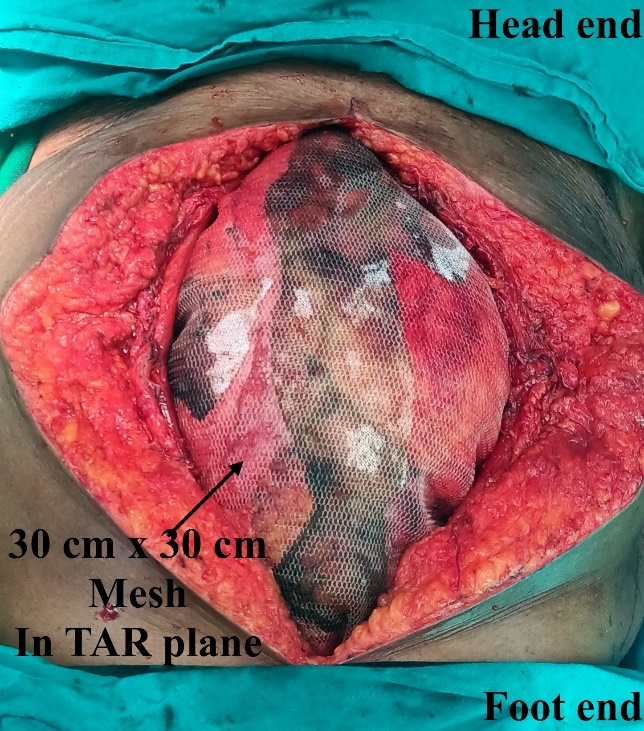 Head end
30 cm x 30 cm
Mesh
In TAR plane
Foot end